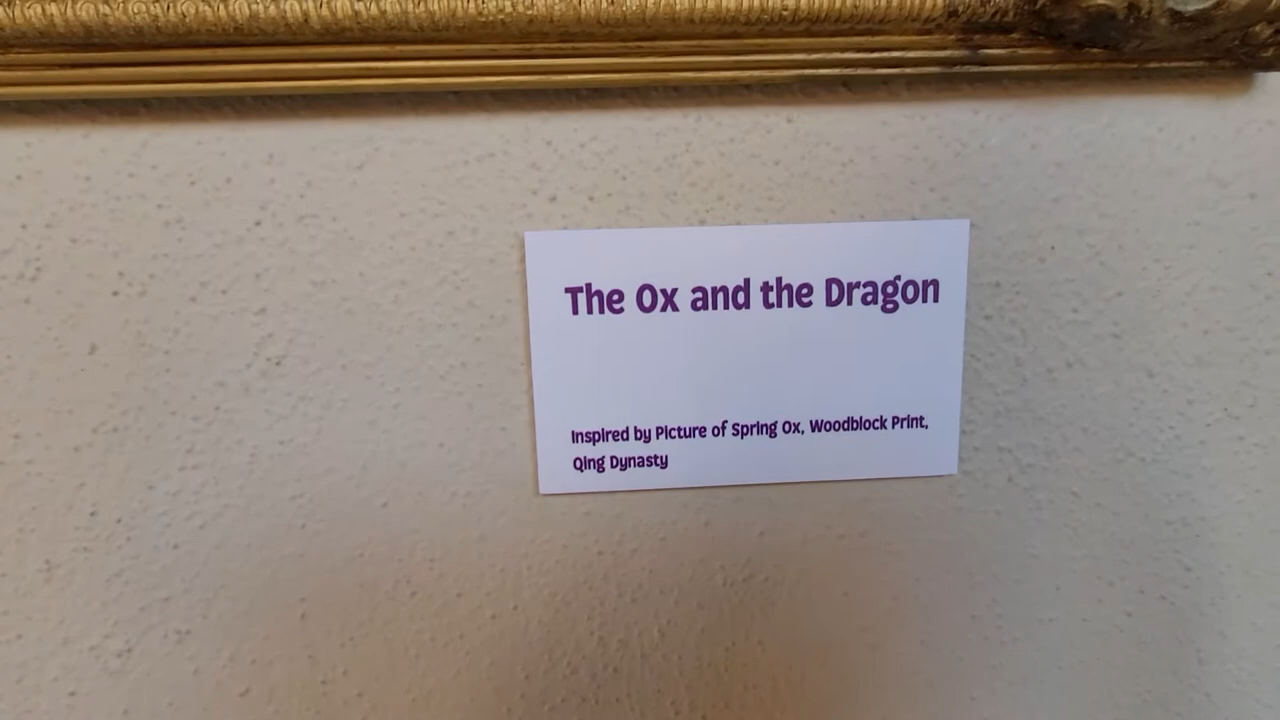 The Ox and the Dragon
Inspired by Picture of Spring Ox, Woodblock Print,
Qing Dynasty